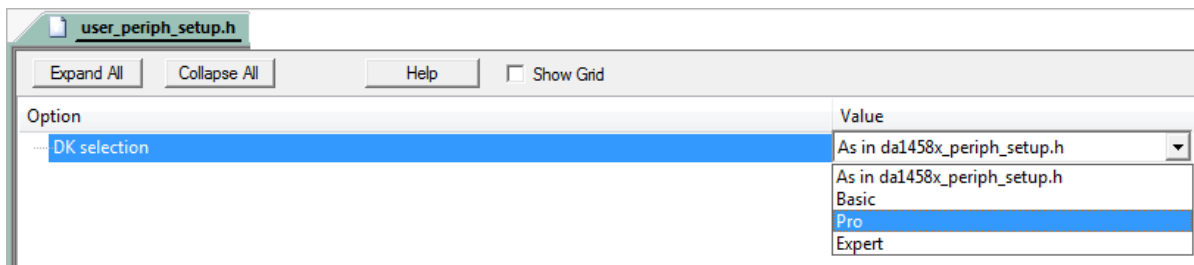 user_periph_setup.h
Expand All Collapse All Help Show Grid
Option Value
DK selection As in da1458x_periph_setup.h
As in da1458x_periph_setup.h
Basic
Pro
Expert